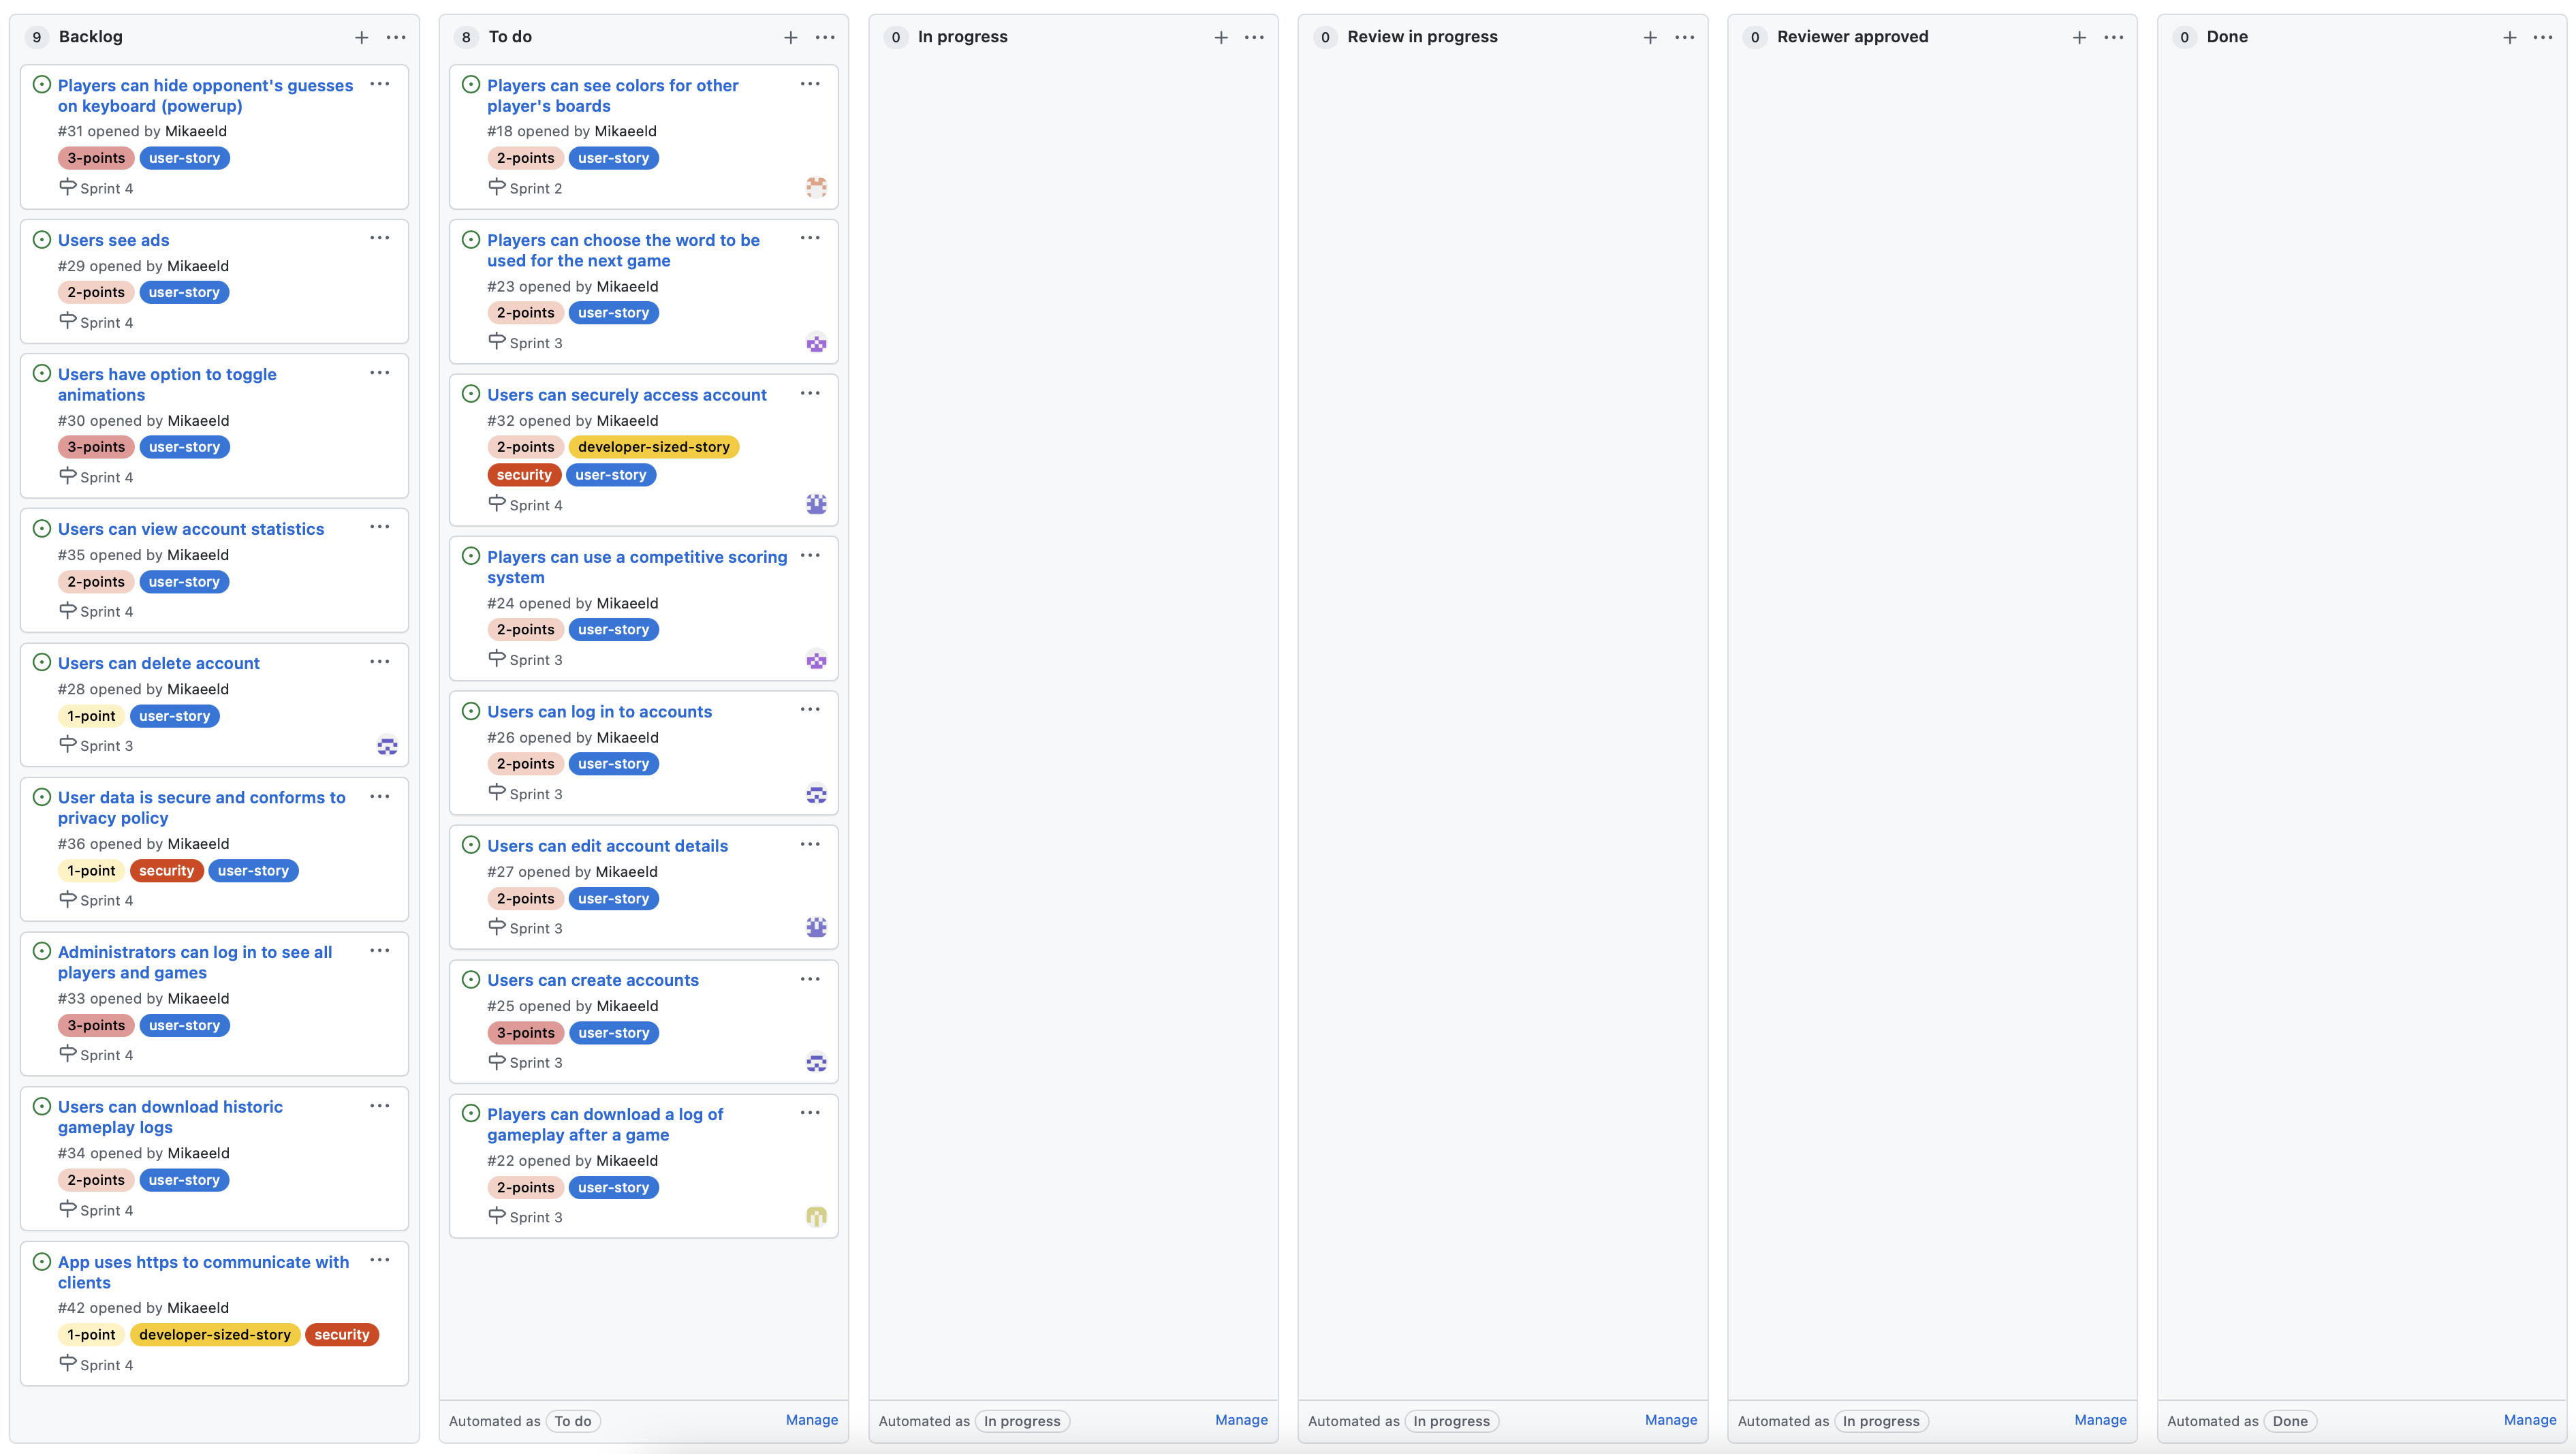 9 Backlog
Players can hide opponent's guesses
on keyboard (powerup)
#31 opened by Mikaeeld
3-points user-story
Sprint 4
Users see ads
#29 opened by Mikaeeld
2-points user-story
Sprint 4
Users have option to toggle
animations
#30 opened by Mikaeeld
3-points user-story
Sprint 4
Users can view account statistics
#35 opened by Mikaeeld
2-points user-story
Sprint 4
Users can delete account
#28 opened by Mikaeeld
1-point user-story
Sprint 3
User data is secure and conforms to
privacy policy
#36 opened by Mikaeeld
1-point security user-story
Sprint 4
Administrators can log in to see all
players and games
#33 opened by Mikaeeld
3-points user-story
Sprint 4
Users can download historic
gameplay logs
#34 opened by Mikaeeld
2-points user-story
Sprint 4
App uses https to communicate with
clients
#42 opened by Mikaeeld
1-point developer-sized-story security
Sprint 4
8 To do
Players can see colors for other
player's boards
#18 opened by Mikaeeld
2-points user-story
Sprint 2
Players can choose the word to be
used for the next game
#23 opened by Mikaeeld
2-points user-story
Sprint 3
Users can securely access account
#32 opened by Mikaeeld
2-points developer-sized-story
security user-story
Sprint 4
Players can use a competitive scoring
system
#24 opened by Mikaeeld
2-points user-story
Sprint 3
Users can log in to accounts
#26 opened by Mikaeeld
2-points user-story
Sprint 3
Users can edit account details
#27 opened by Mikaeeld
2-points user-story
Sprint 3
Users can create accounts
#25 opened by Mikaeeld
3-points user-story
Sprint 3
Players can download a log of
gameplay after a game
#22 opened by Mikaeeld
2-points user-story
Sprint 3
Automated as To do Manage
0 In progress
Automated as In progress Manage
0 Review in progress
Automated as In progress Manage
0 Reviewer approved
Automated as In progress Manage
0 Done
Automated as Done Manage